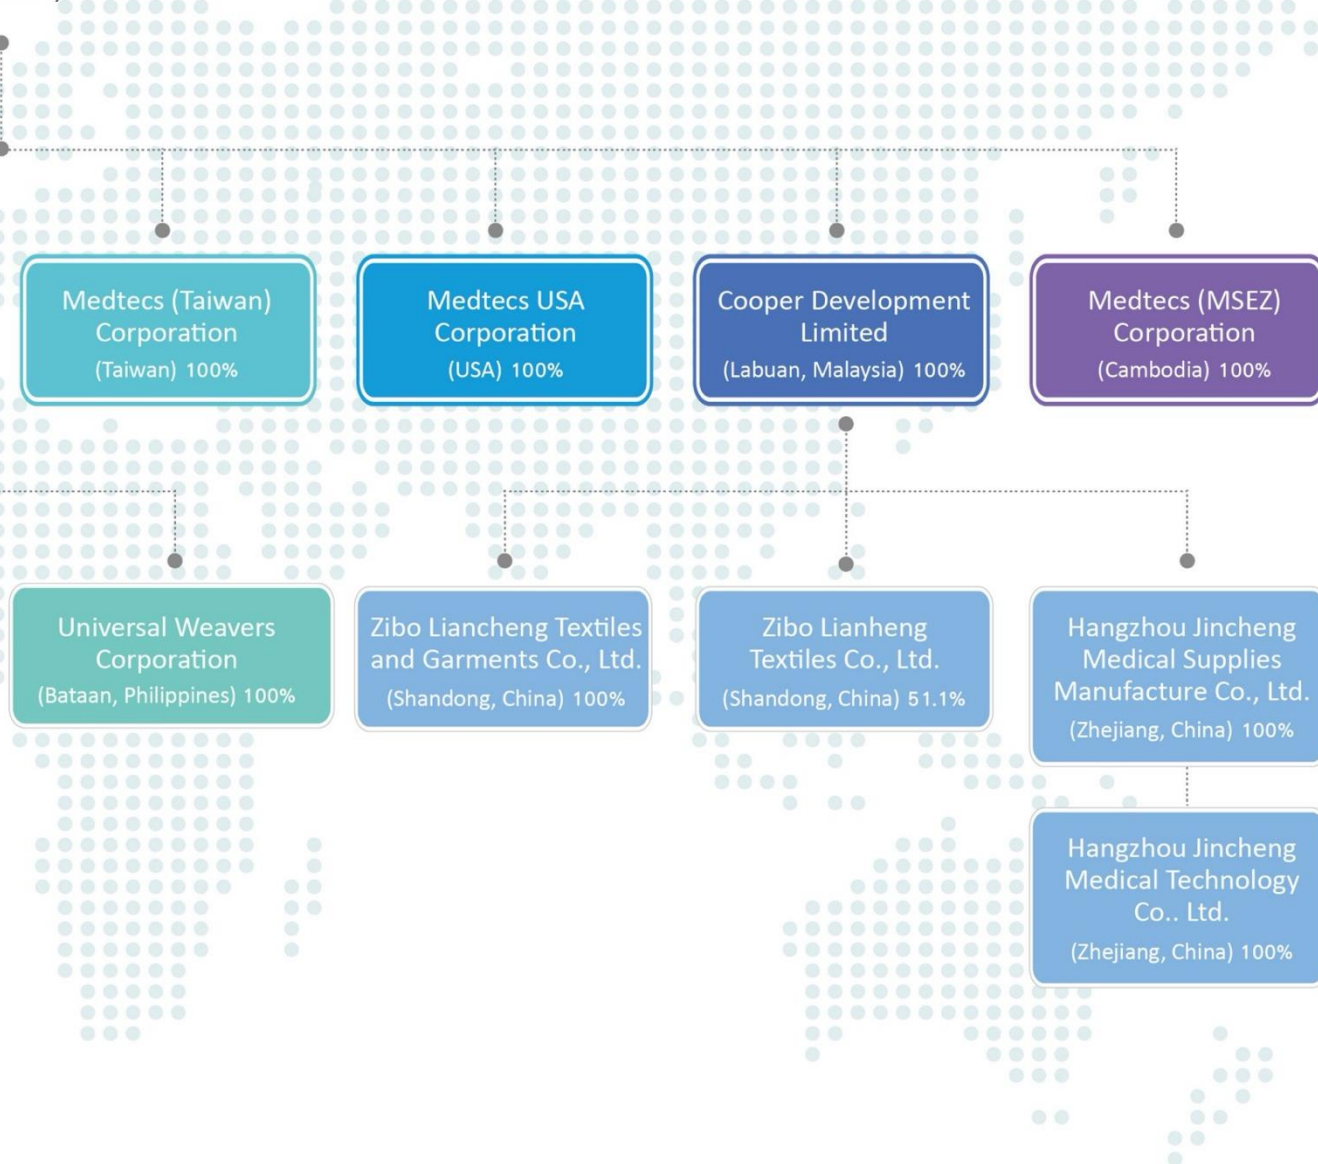 Medtecs (Taiwan)
Corporation
(Taiwan) 100%
Medtecs USA
Corporation
(USA) 100%
Cooper Development
Limited
(Labuan, Malaysia) 100%
Medtecs (MSEZ)
Corporation
(Cambodia) 100%
Universal Weavers
Corporation
(Bataan, Philippines) 100%
Zibo Liancheng Textiles
and Garments Co., Ltd.
(Shandong, China) 100%
Zibo Lianheng
Textiles Co., Ltd.
(Shandong, China) 51.1%
Hangzhou Jincheng
Medical Supplies
Manufacture Co., Ltd.
(Zhejiang, China) 100%
Hangzhou Jincheng
Medical Technology
Co.. Ltd.
(Zhejiang, China) 100%